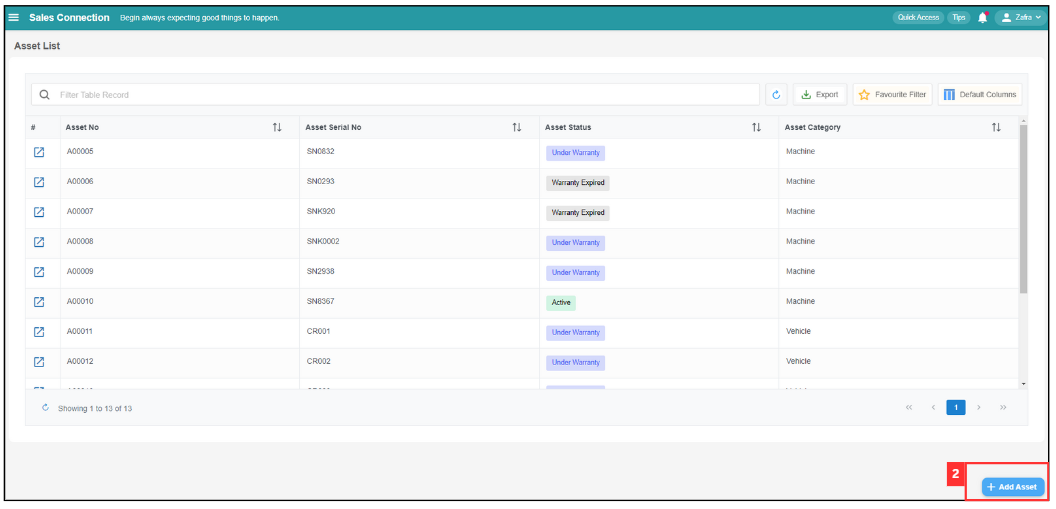 Sales Connection Begin always expecting good things to happen. Quick Access Tips Zafra
Asset List
Filter Table Record Export Favourite Filter Default Columns
# Asset No Asset Serial No Asset Status Asset Category
A00005 SN0832 Under Warranty Machine
A00006 SN0293 Warranty Expired Machine
A00007 SNK920 Warranty Expired Machine
A00008 SNK0002 Under Warranty Machine
A00009 SN2938 Under Warranty Machine
A00010 SN8367 Active Machine
A00011 CR001 Under Warranty Vehicle
A00012 CR002 Under Warranty Vehicle
Showing 1 to 13 of 13 << < 1 > >>
2
+ Add Asset